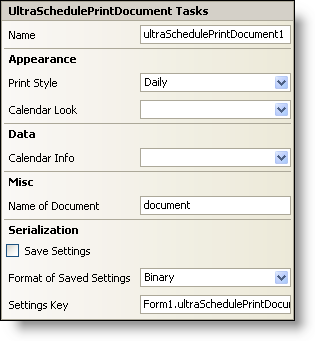 UltraSchedulePrintDocument Tasks
Name ultraSchedulePrintDocument1
Appearance
Print Style Daily
Calendar Look
Data
Calendar Info
Misc
Name of Document document
Serialization
Save Settings
Format of Saved Settings Binary
Settings Key Form1.ultraSchedulePrintDocu